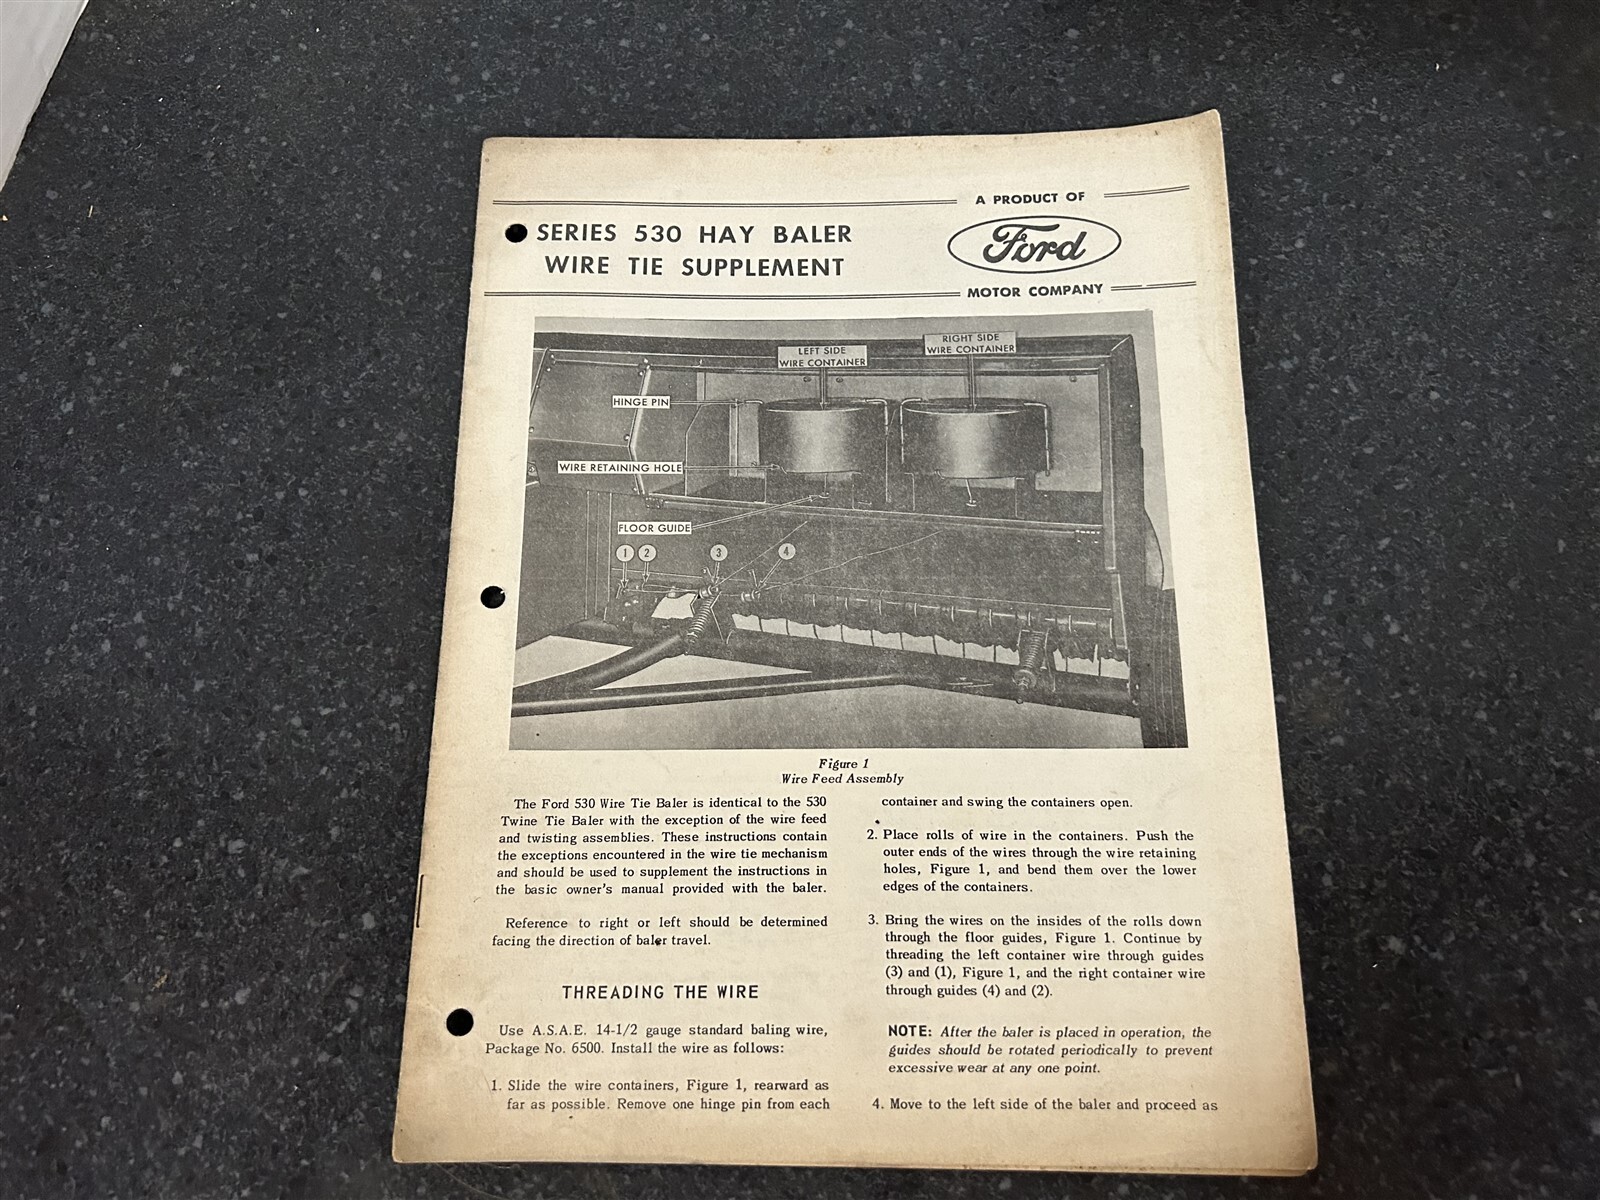 A PRODUCT OF
SERIES 530 HAY BALER
WIRE TIE SUPPLEMENT
Ford
MOTOR COMPANY
LEFT SIDE
WIRE CONTAINER
RIGHT SIDE
WIRE CONTAINER
HINGE PIN
WIRE RETAINING HOLE
FLOOR GUIDE
1 2 3 4
Figure 1
Wire Feed Assembly
The Ford 530 Wire Tie Baler is identical to the 530
Twine Tie Baler with the exception of the wire feed
and twisting assemblies. These instructions contain
the exceptions encountered in the wire tie mechanism
and should be used to supplement the instructions in
the basic owner's manual provided with the baler.
Reference to right or left should be determined
facing the direction of baler travel.
THREADING THE WIRE
Use A.S.A.E. 14-1/2 gauge standard baling wire,
Package No. 6500. Install the wire as follows:
1. Slide the wire containers, Figure 1, rearward as
far as possible. Remove one hinge pin from each
container and swing the containers open.
2. Place rolls of wire in the containers. Push the
outer ends of the wires through the wire retaining
holes, Figure 1, and bend them over the lower
edges of the containers.
3. Bring the wires on the insides of the rolls down
through the floor guides, Figure 1. Continue by
threading the left container wire through guides
(3) and (1), Figure 1, and the right container wire
through guides (4) and (2).
NOTE: After the baler is placed in operation, the
guides should be rotated periodically to prevent
excessive wear at any one point.
4. Move to the left side of the baler and proceed as